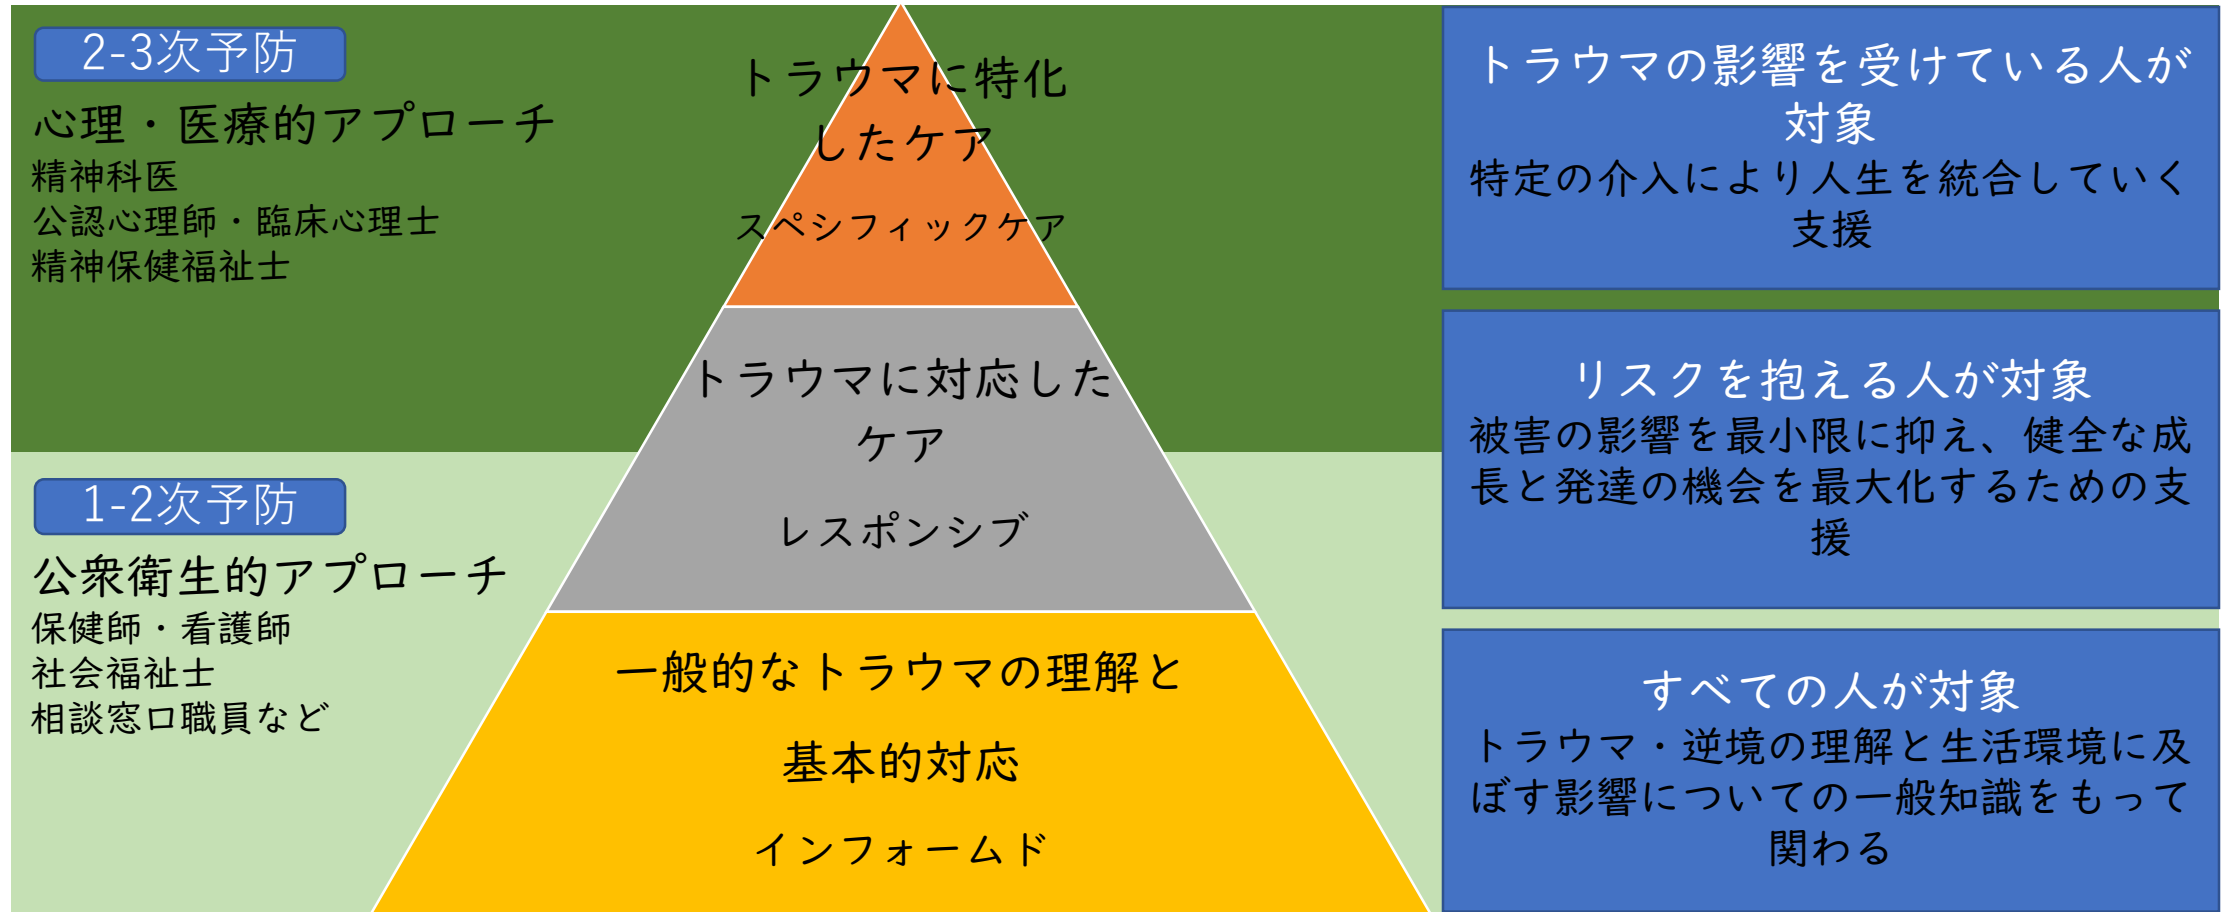 2-3次予防
心理・医療的アプローチ
精神科医
公認心理師・臨床心理士
精神保健福祉士
1-2次予防
公衆衛生的アプローチ
保健師・看護師
社会福祉士
相談窓口職員など
トラウマに特化
したケア
スペシフィックケア
トラウマに対応した
ケア
レスポンシブ
一般的なトラウマの理解と
基本的対応
インフォームド
トラウマの影響を受けている人が
対象
特定の介入により人生を統合していく
支援
リスクを抱える人が対象
被害の影響を最小限に抑え、健全な成
長と発達の機会を最大化するための支
援
すべての人が対象
トラウマ・逆境の理解と生活環境に及
ぼす影響についての一般知識をもって
関わる